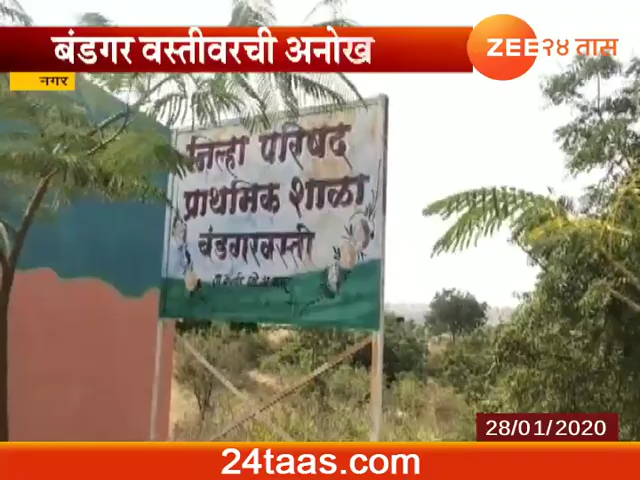 बंडगर वस्तीवरची अनोख
ZEE २४ तास
नगर
जिल्हा परिषद
प्राथमिक शाळा
बंडगरवस्ती
28/01/2020
24taas.com